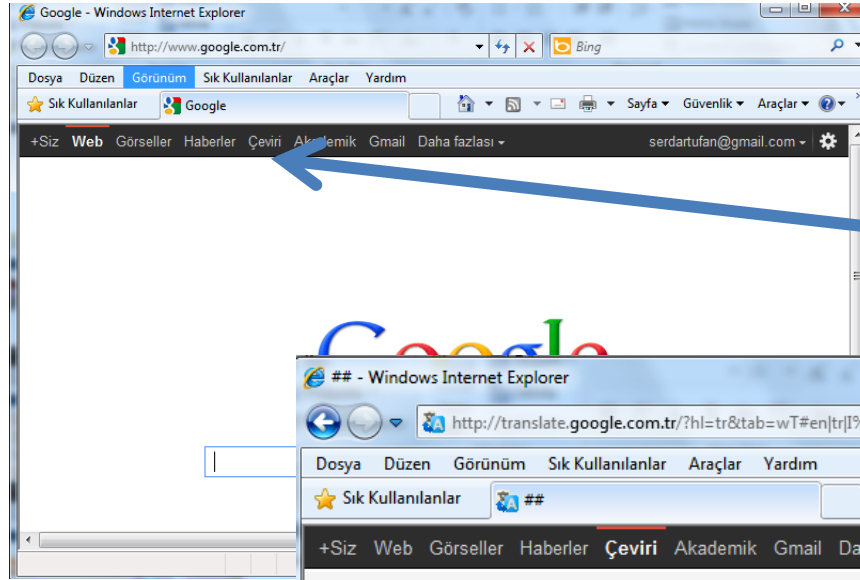 Google - Windows Internet Explorer
http://www.google.com.tr/
Bing
Dosya Düzen Görünüm Sık Kullanılanlar Araçlar Yardım
Sık Kullanılanlar Google Sayfa Güvenlik Araçlar
+Siz Web Görseller Haberler Çeviri Akademik Gmail Daha fazlası serdartufan@gmail.com
Google
## - Windows Internet Explorer
http://translate.google.com.tr/?hl=tr&tab=wT#en|tr|I%
Dosya Düzen Görünüm Sık Kullanılanlar Araçlar Yardım
Sık Kullanılanlar ##
+Siz Web Görseller Haberler Çeviri Akademik Gmail Da